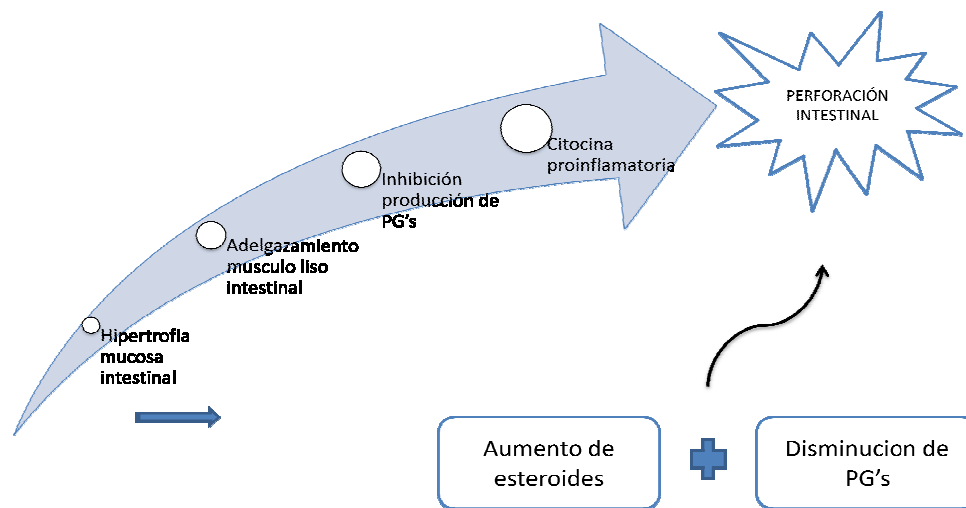 PERFORACIÓN
INTESTINAL
Citocina
proinflamatoria
Inhibición
producción de
PG's
Adelgazamiento
musculo liso
intestinal
Hipertrofia
mucosa
intestinal
Aumento de
esteroides
Disminucion de
PG's